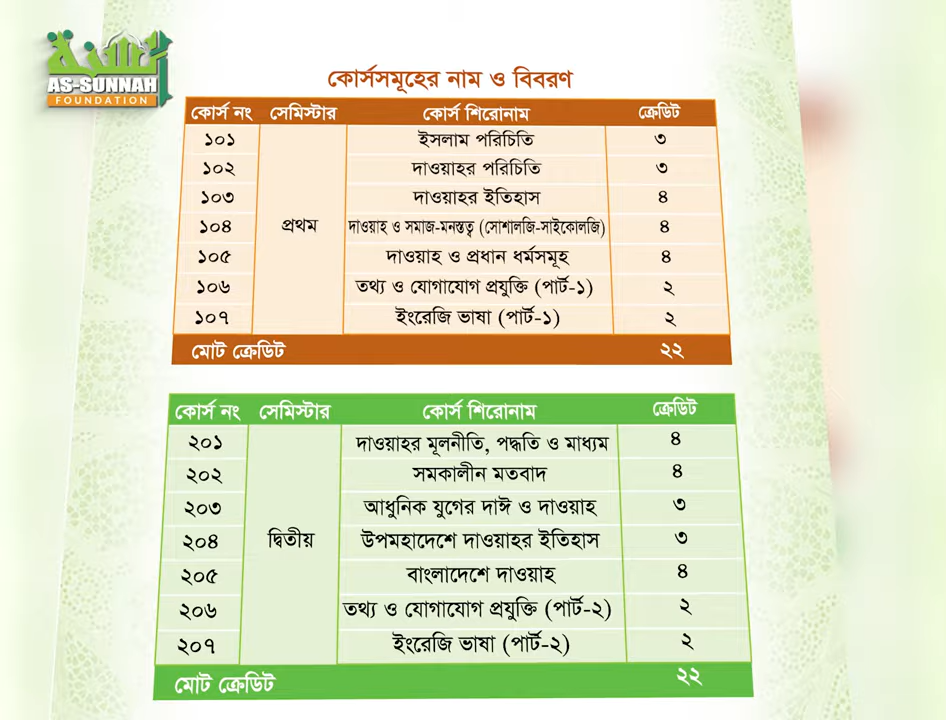 السنة
AS-SUNNAH
FOUNDATION
কোর্সসমূহের নাম ও বিবরণ
কোর্স নং সেমিস্টার কোর্স শিরোনাম ক্রেডিট
১০১ ইসলাম পরিচিতি ৩
১০২ দাওয়াহর পরিচিতি ৩
১০৩ দাওয়াহর ইতিহাস ৪
১০৪ প্রথম দাওয়াহ ও সমাজ-মনস্তত্ব (সোশালজি-সাইকোলজি) ৪
১০৫ দাওয়াহ ও প্রধান ধর্মসমূহ ৪
১০৬ তথ্য ও যোগাযোগ প্রযুক্তি (পার্ট-১) ২
১০৭ ইংরেজি ভাষা (পার্ট-১) ২
মোট ক্রেডিট ২২
কোর্স নং সেমিস্টার কোর্স শিরোনাম ক্রেডিট
২০১ দাওয়াহর মূলনীতি, পদ্ধতি ও মাধ্যম ৪
২০২ সমকালীন মতবাদ ৪
২০৩ আধুনিক যুগের দাঈ ও দাওয়াহ ৩
২০৪ দ্বিতীয় উপমহাদেশে দাওয়াহর ইতিহাস ৩
২০৫ বাংলাদেশে দাওয়াহ ৪
২০৬ তথ্য ও যোগাযোগ প্রযুক্তি (পার্ট-২) ২
২০৭ ইংরেজি ভাষা (পার্ট-২) ২
মোট ক্রেডিট ২২